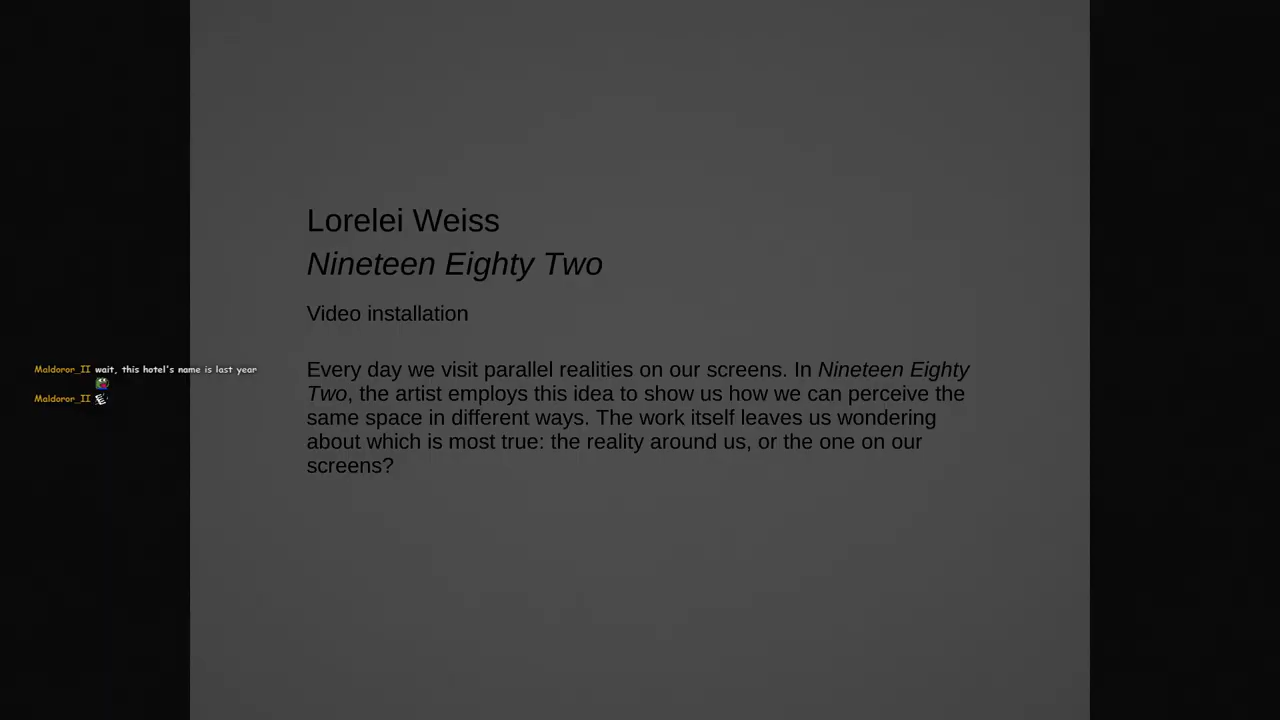 Lorelei Weiss
Nineteen Eighty Two
Video installation
Every day we visit parallel realities on our screens. In Nineteen Eighty
Two, the artist employs this idea to show us how we can perceive the
same space in different ways. The work itself leaves us wondering
about which is most true: the reality around us, or the one on our
screens?
Maldoror_II wait, this hotel's name is last year
Maldoror_II